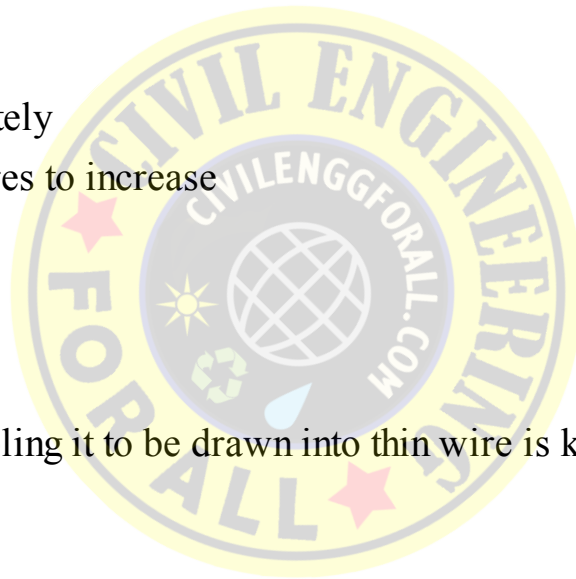 tely
es to increase
ling it to be drawn into thin wire is k
CIVIL ENGINEERING
FOR ALL
CIVILENGGFORALL.COM